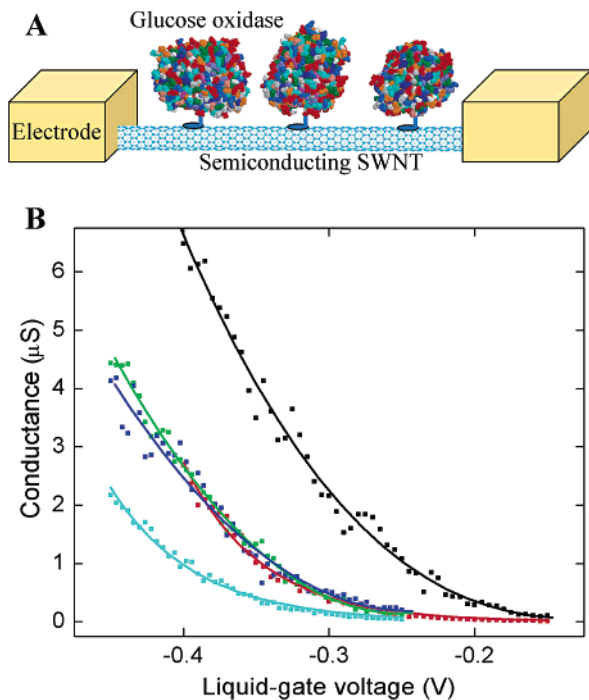 A
Glucose oxidase
Electrode
Semiconducting SWNT
B
Conductance (μS)
6
5
4
3
2
1
0
-0.4
-0.3
-0.2
Liquid-gate voltage (V)